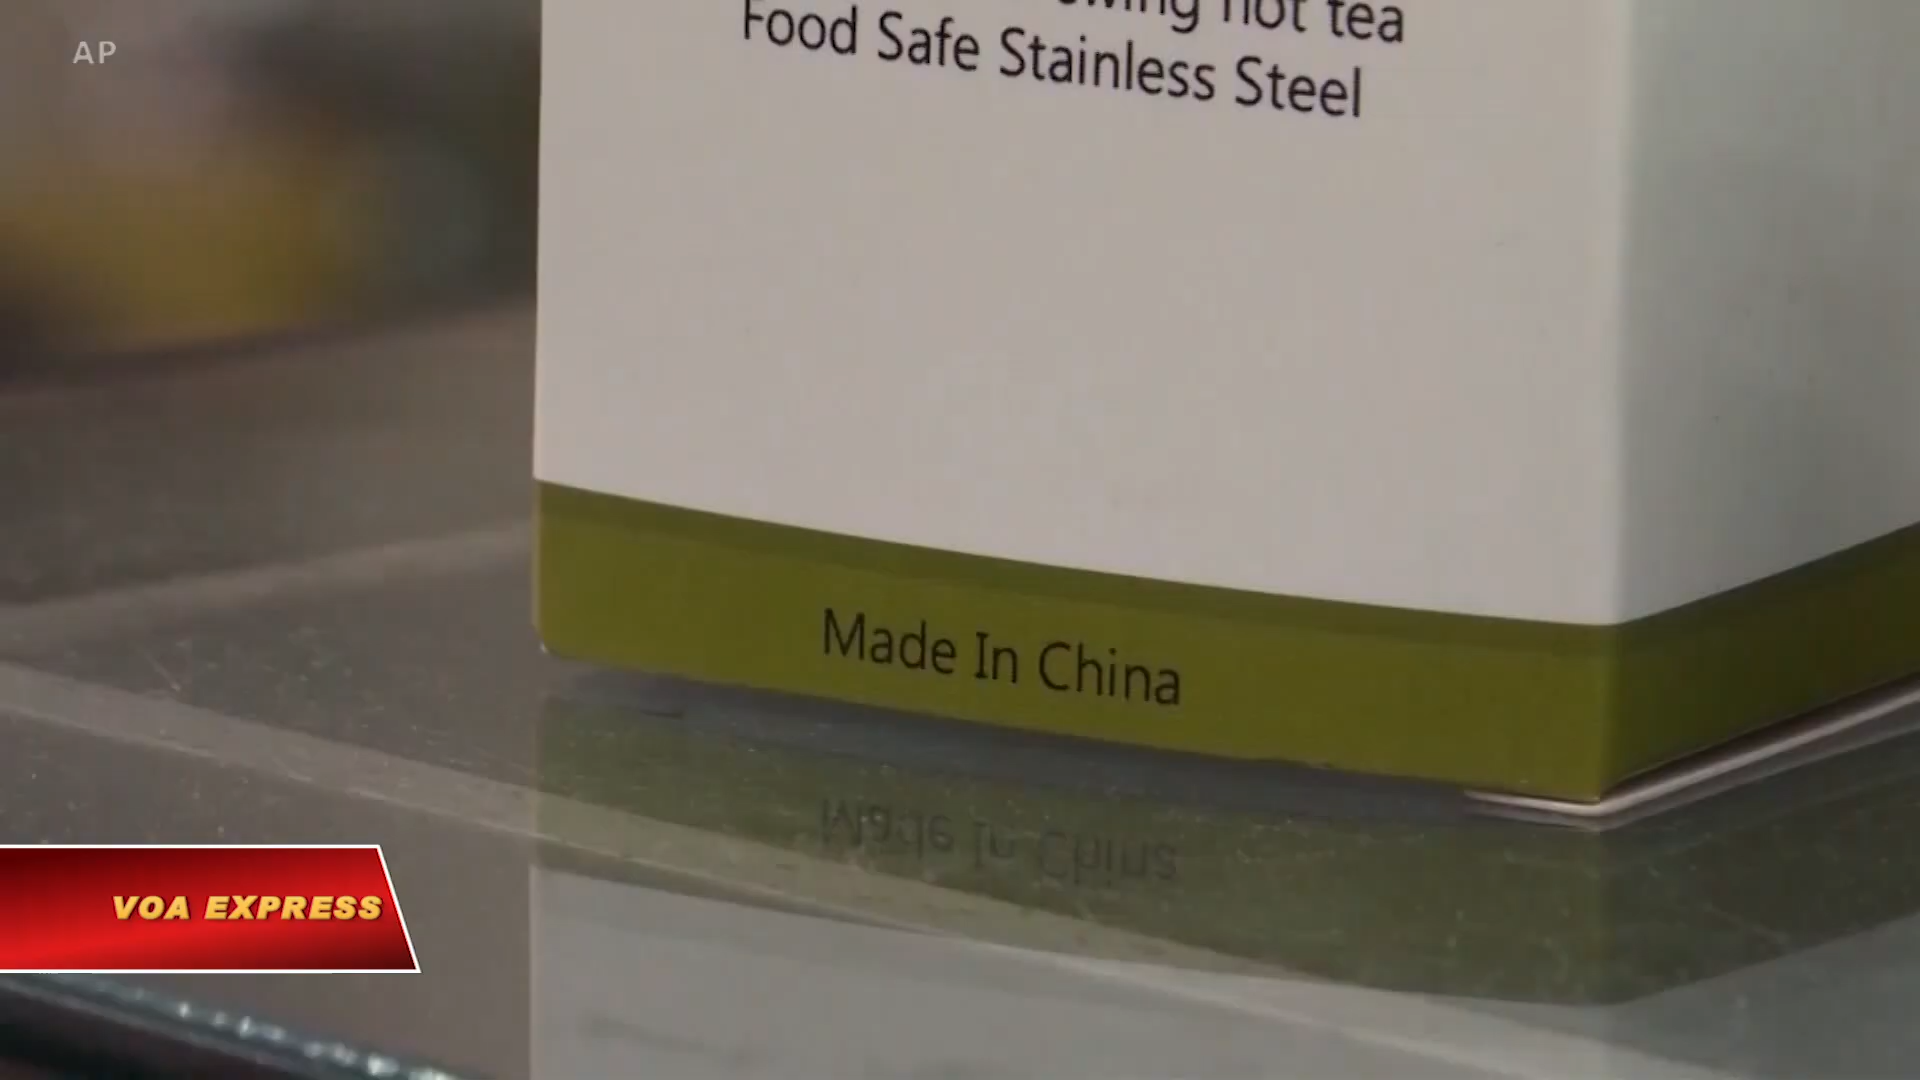 AP
hot tea
Food Safe Stainless Steel
Made In China
VOA EXPRESS